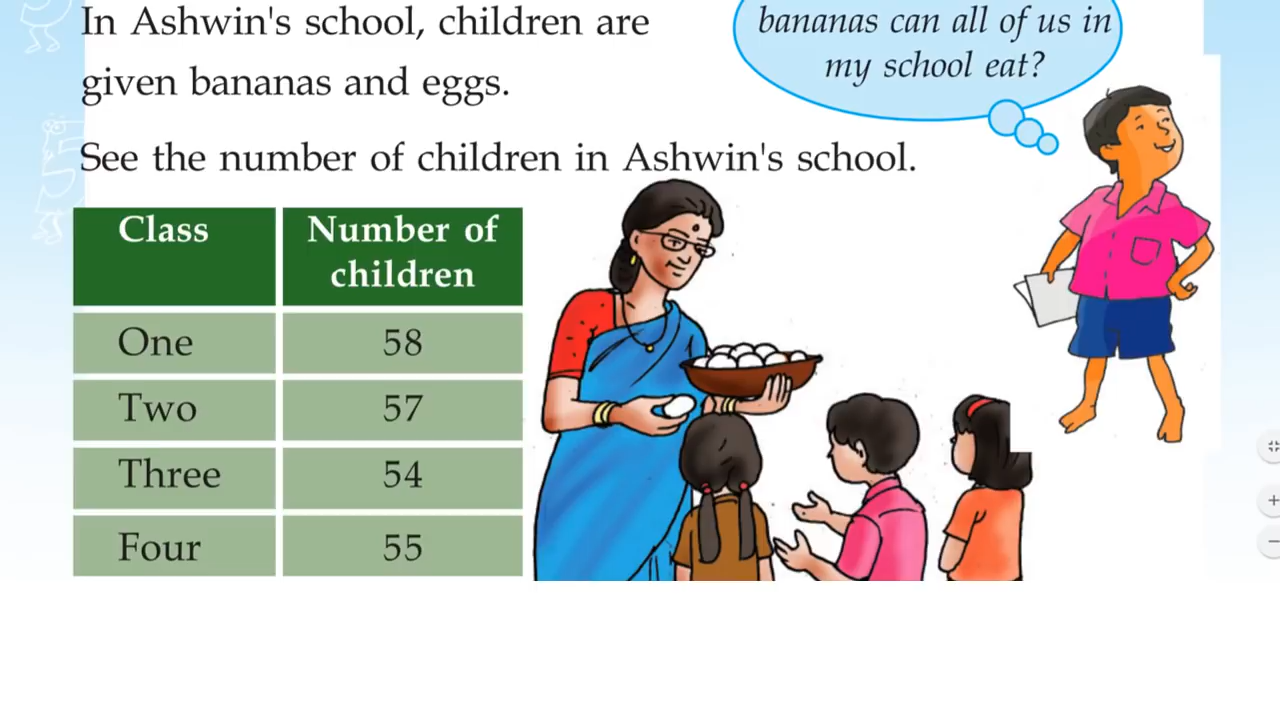 In Ashwin's school, children are
given bananas and eggs.
bananas can all of us in
my school eat?
See the number of children in Ashwin's school.
Class Number of
children
One 58
Two 57
Three 54
Four 55